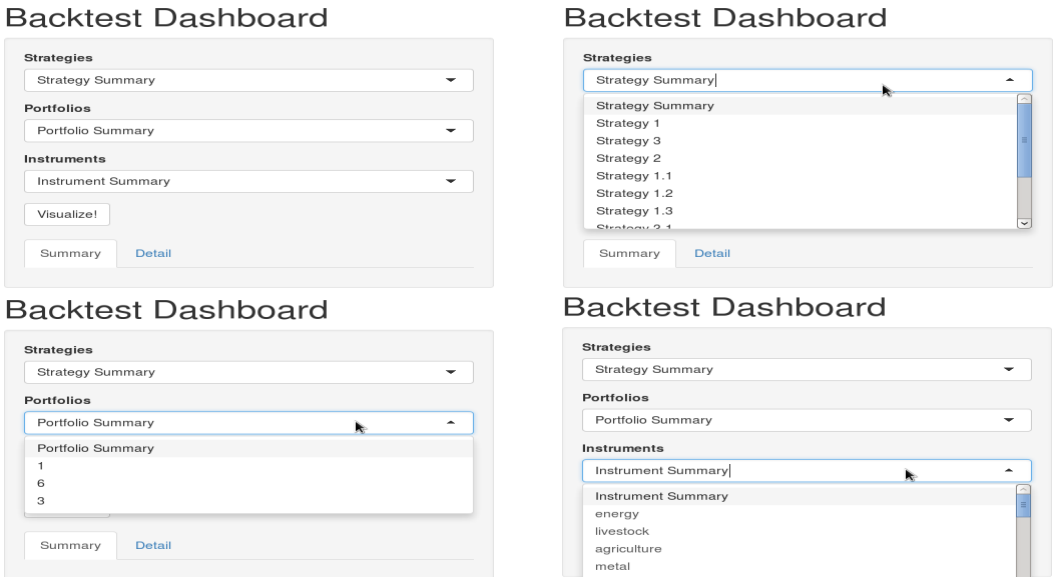 Backtest Dashboard
Strategies
Strategy Summary
Portfolios
Portfolio Summary
Instruments
Instrument Summary
Visualize!
Summary
Detail
Backtest Dashboard
Strategies
Strategy Summary
Strategy Summary
Strategy 1
Strategy 3
Strategy 2
Strategy 1.1
Strategy 1.2
Strategy 1.3
Strategy 2.1
Summary
Detail
Backtest Dashboard
Strategies
Strategy Summary
Portfolios
Portfolio Summary
Portfolio Summary
1
6
3
Summary
Detail
Backtest Dashboard
Strategies
Strategy Summary
Portfolios
Portfolio Summary
Instruments
Instrument Summary
Instrument Summary
energy
livestock
agriculture
metal